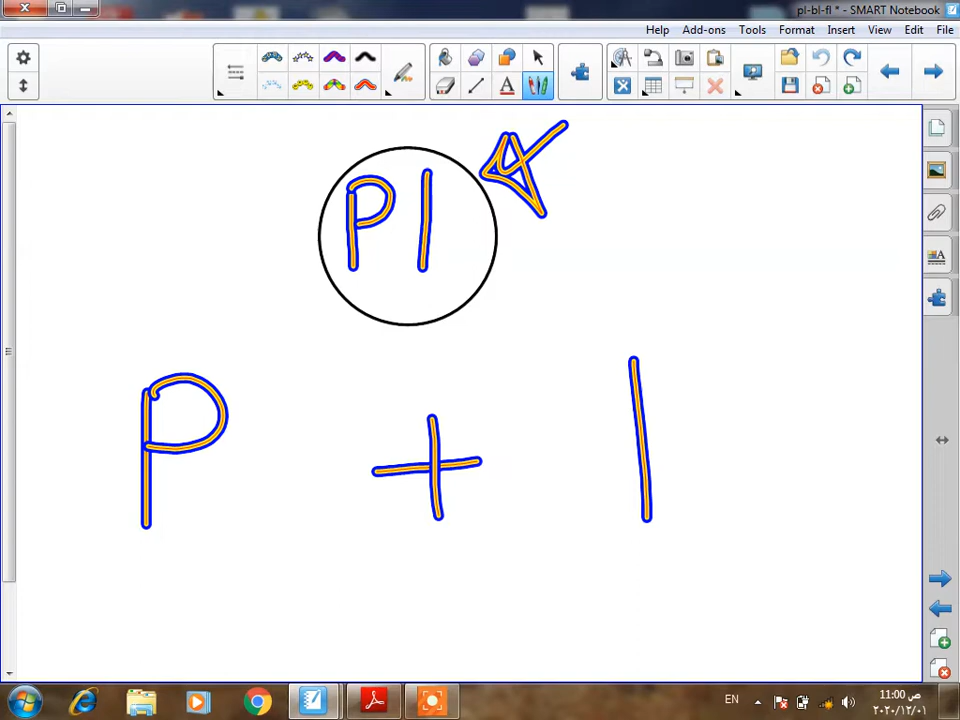 pl-bl-fl * - SMART Notebook
Help Add-ons Tools Format Insert View Edit File
pl
p + l
EN
11:00 ص
٢٠٢٠/١٢/٠١